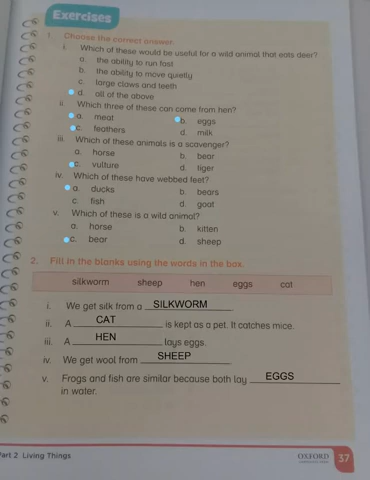 Exercises
1. Choose the correct answer.
i. Which of these would be useful for a wild animal that eats deer?
a. the ability to run fast
b. the ability to move quietly
c. large claws and teeth
d. all of the above
ii Which three of these can come from hen?
a. meat b. eggs
c. feathers d. milk
iii. Which of these animals is a scavenger?
a. horse b. bear
c. vulture d. tiger
iv. Which of these have webbed feet?
a. ducks b. bears
c. fish d. goat
v. Which of these is a wild animal?
a. horse b. kitten
c. bear d. sheep
2. Fill in the blanks using the words in the box.
silkworm sheep hen eggs cat
i. We get silk from a SILKWORM
ii. A CAT is kept as a pet. It catches mice.
iii. A HEN lays eggs.
iv. We get wool from SHEEP
v. Frogs and fish are similar because both lay EGGS
in water.
Part 2 Living Things OXFORD 37